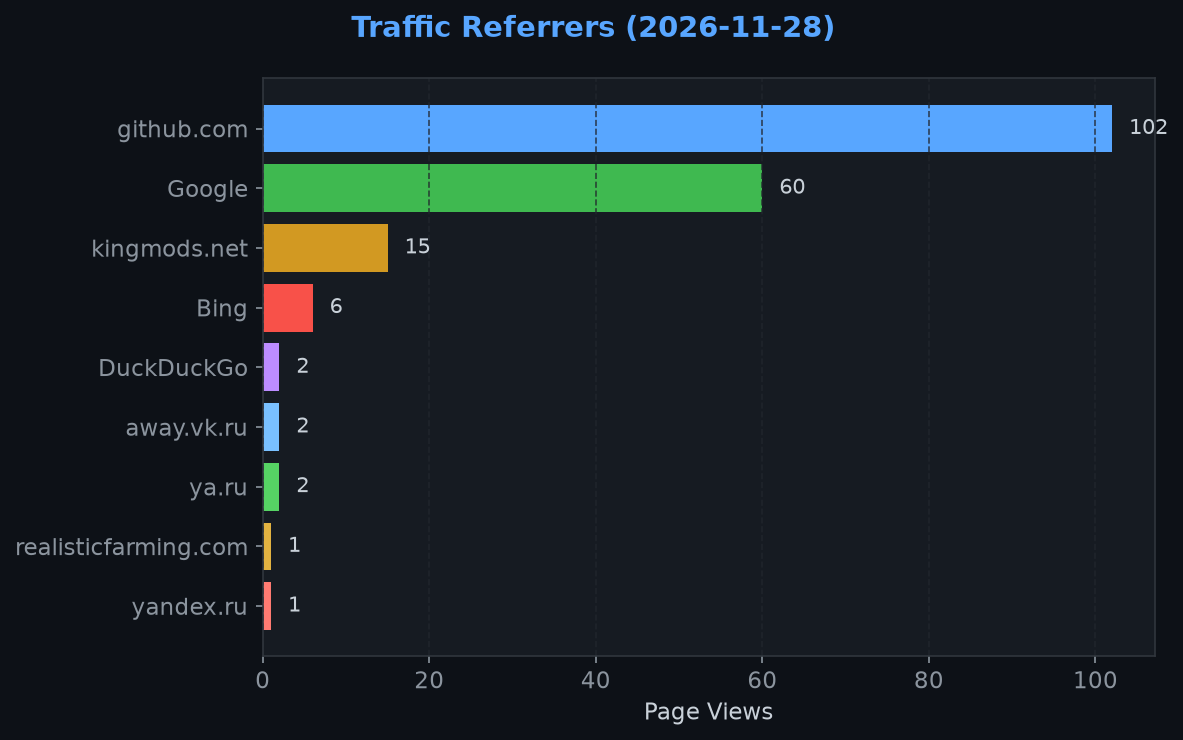 Traffic Referrers (2026-11-28)
github.com 102
Google 60
kingmods.net 15
Bing 6
DuckDuckGo 2
away.vk.ru 2
ya.ru 2
realisticfarming.com 1
yandex.ru 1
0 20 40 60 80 100
Page Views